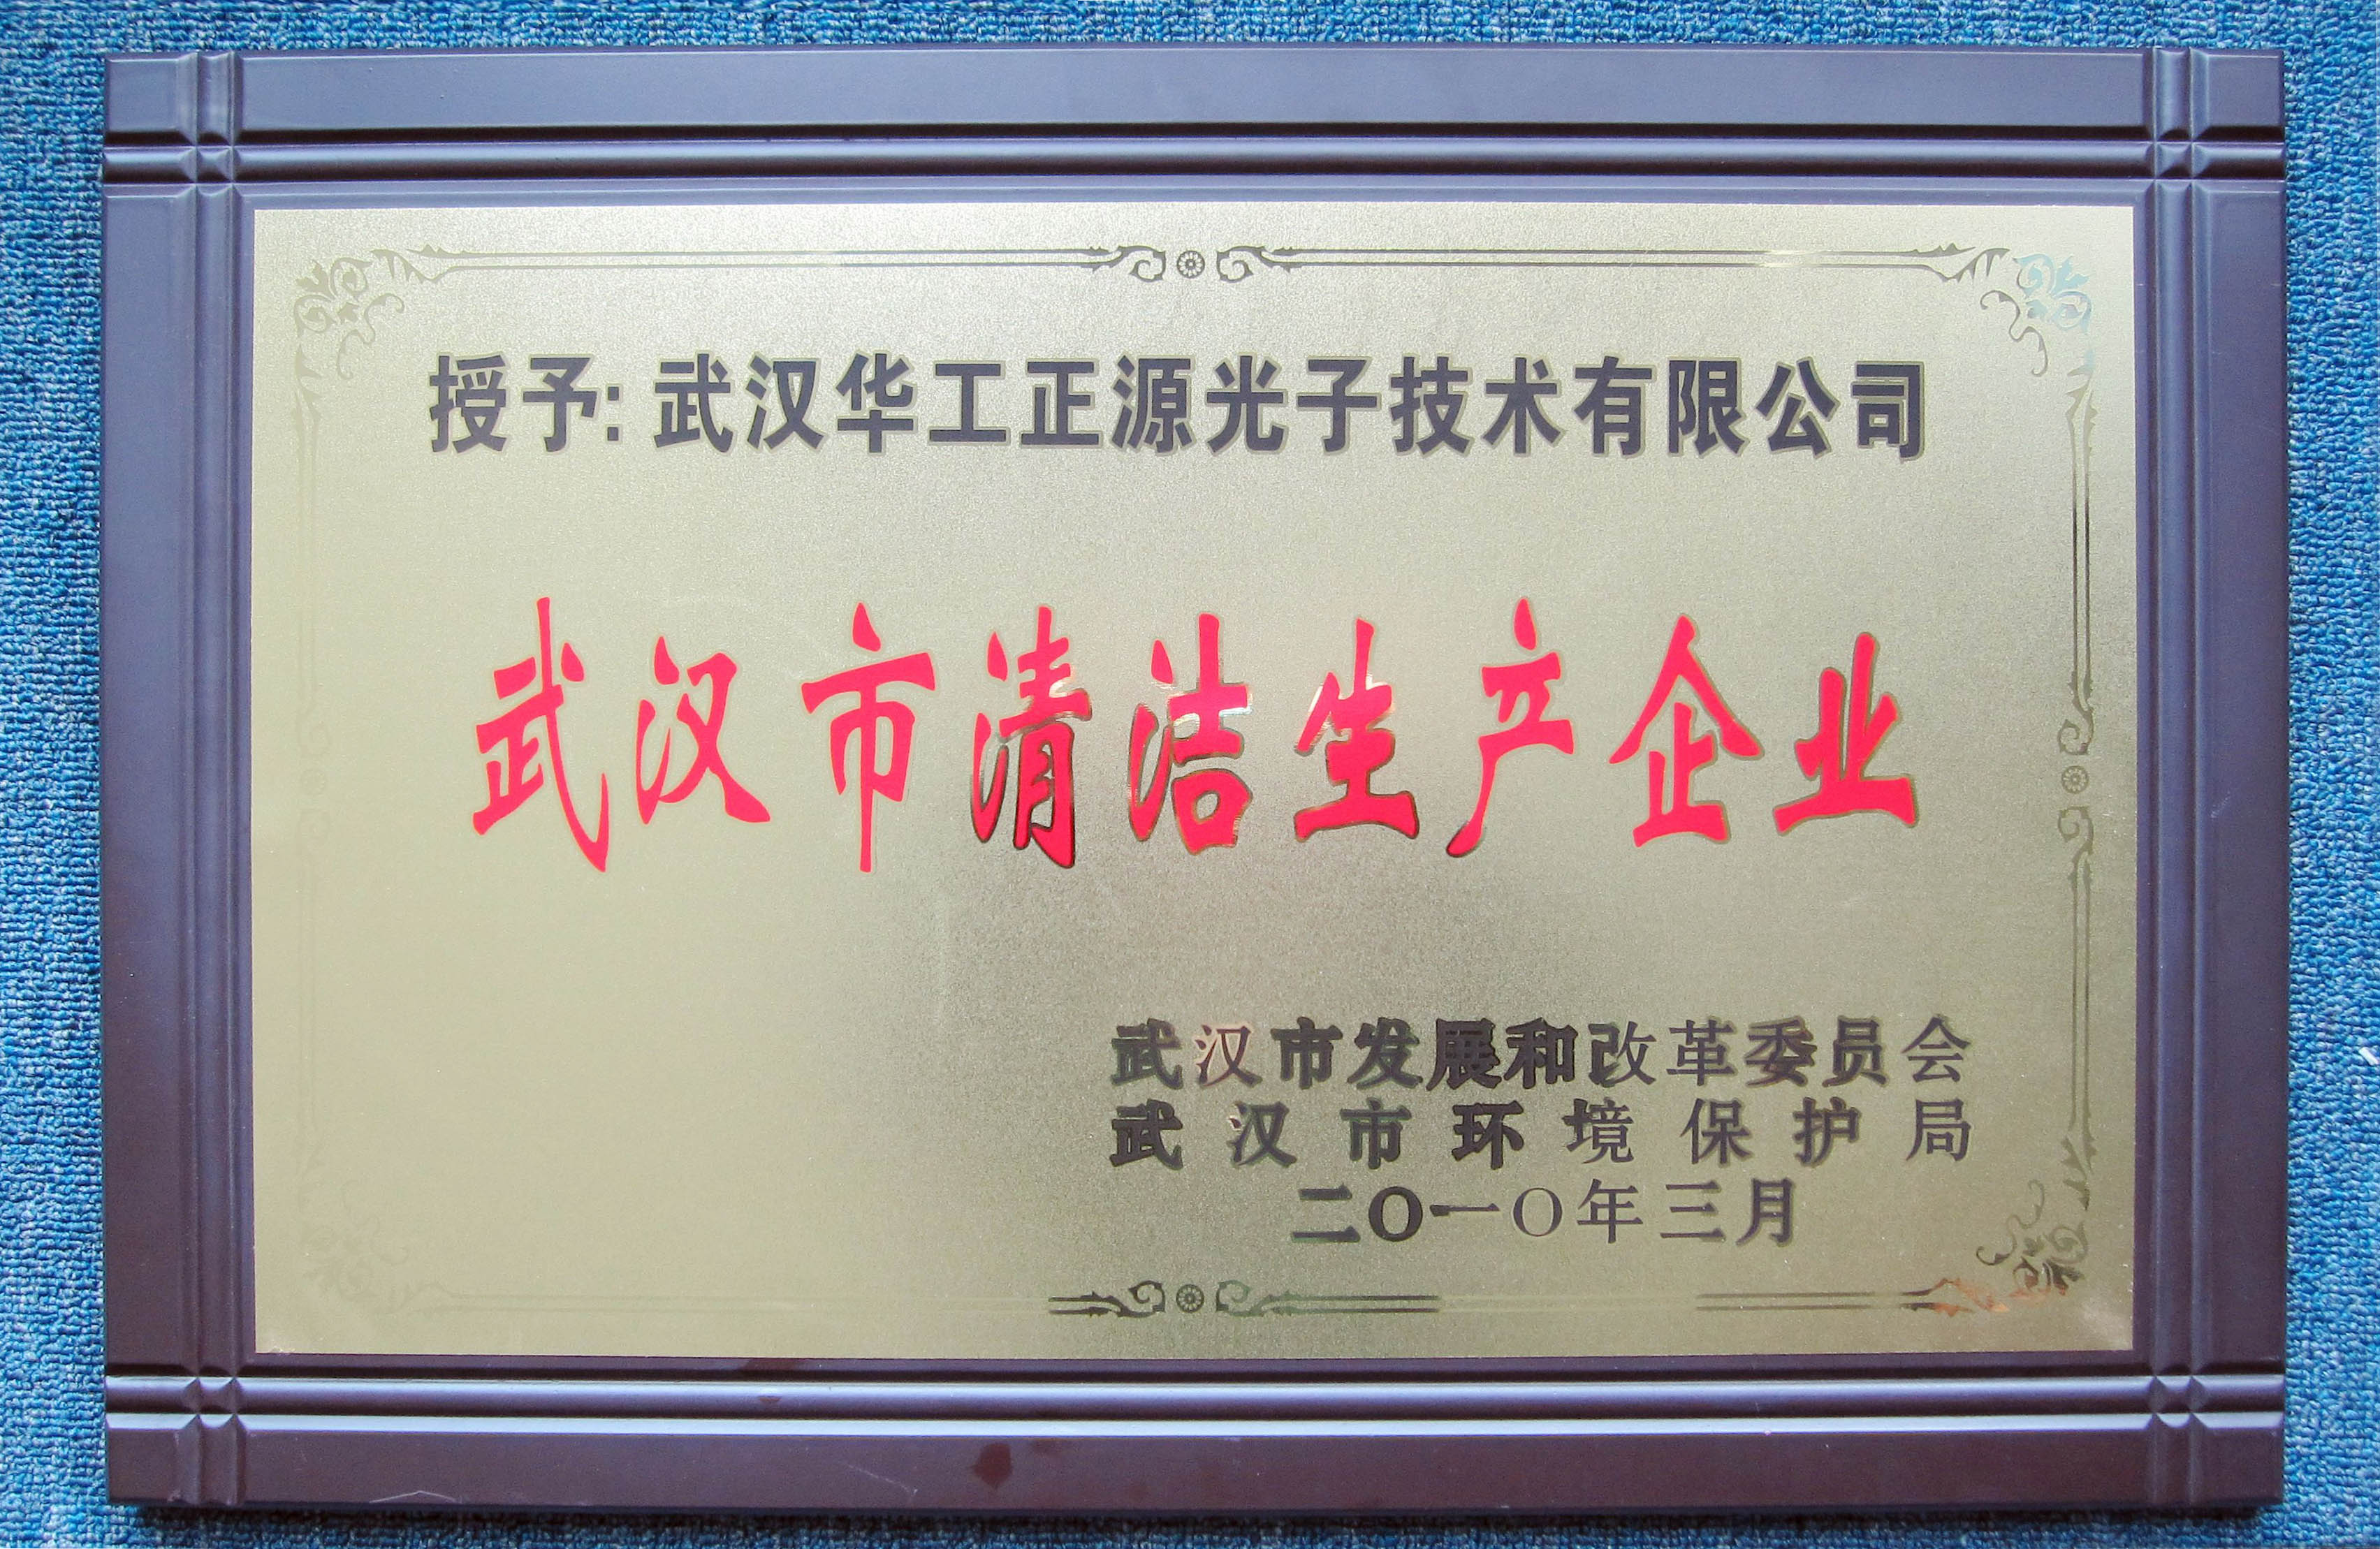 授予:武汉华工正源光子技术有限公司
武汉市清洁生产企业
武汉市发展和改革委员会
武汉市环境保护局
二〇一〇年三月